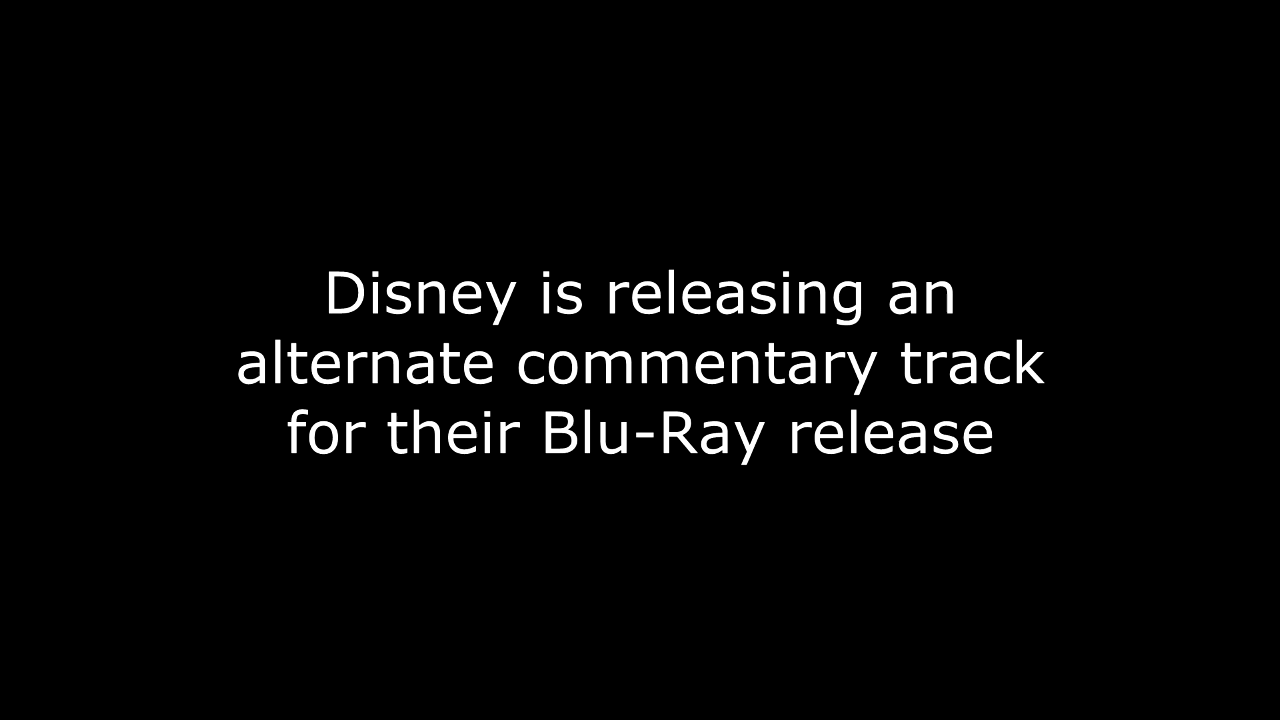 Disney is releasing an
alternate commentary track
for their Blu-Ray release